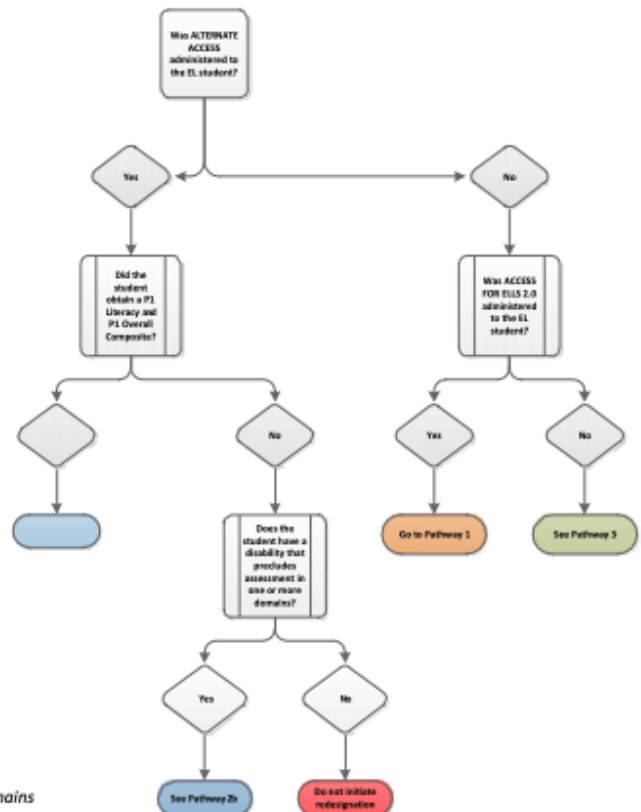 Was ALTERNATE
ACCESS
administered to
the EL student?
Yes
No
Did the
student
obtain a P1
Literacy and
P1 Overall
Composite?
Was ACCESS
FOR ELLS 2.0
administered
to the EL
student?
No
Yes
No
Does the
student have a
disability that
precludes
assessment in
one or more
domains?
Go to Pathway 1
See Pathway 3
Yes
No
mains
See Pathway 2b
Do not initiate
redesignation